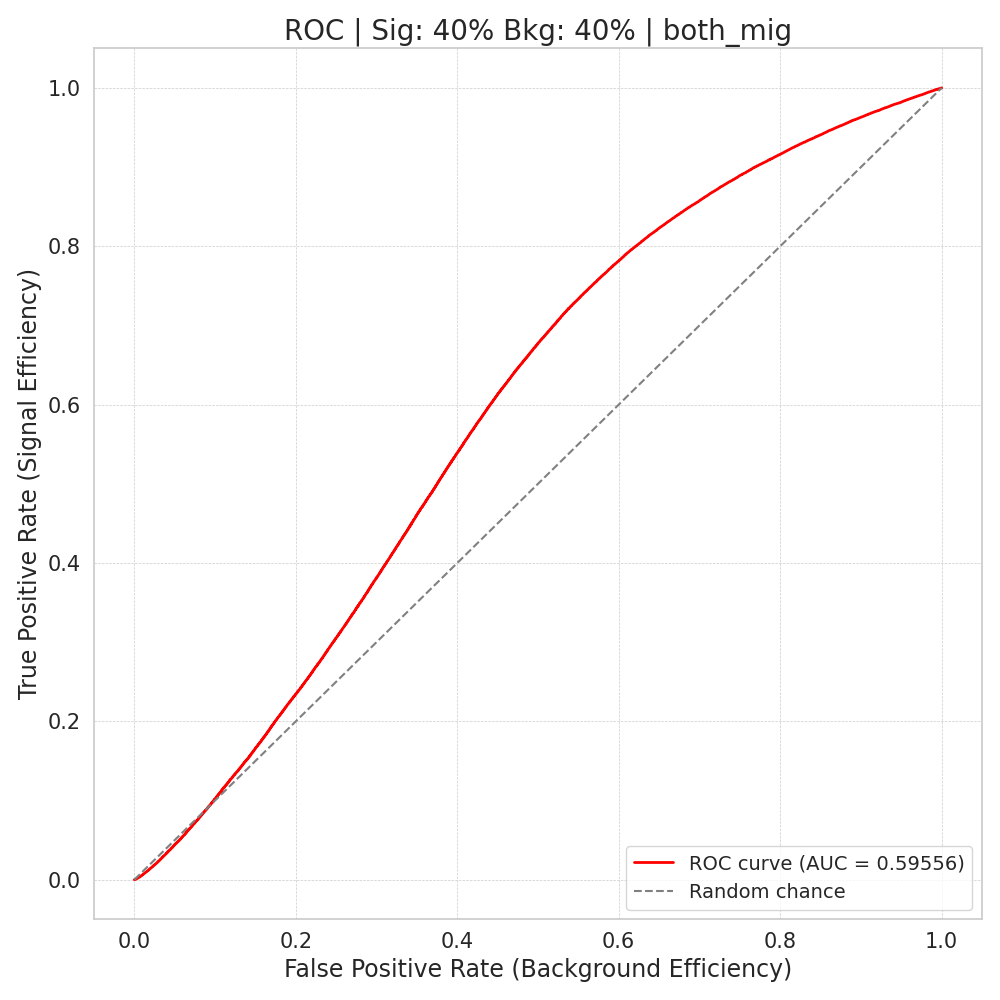 ROC | Sig: 40% Bkg: 40% | both_mig
True Positive Rate (Signal Efficiency)
1.0
0.8
0.6
0.4
0.2
0.0
ROC curve (AUC = 0.59556)
Random chance
0.0 0.2 0.4 0.6 0.8 1.0
False Positive Rate (Background Efficiency)